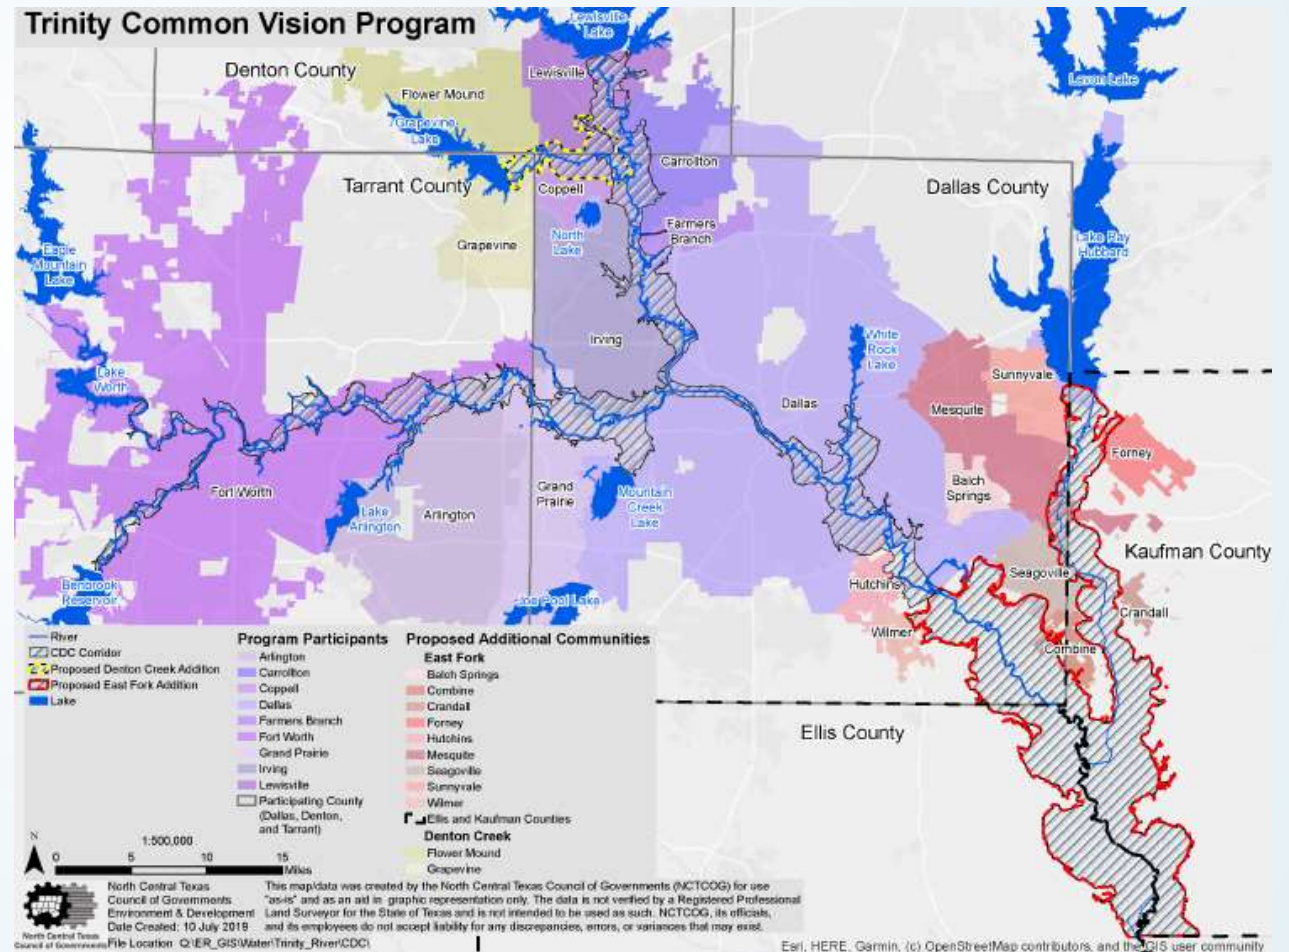 Trinity Common Vision Program
Lewisville
Lake
Denton County
Lewisville
Lavon Lake
Flower Mound
Grapevine
Lake
Carrollton
Tarrant County
Coppell
Dallas County
Farmers
Branch
North
Lake
Grapevine
Eagle
Mountain
Lake
Lake Ray
Hubbard
Irving
White
Rock
Lake
Lake
Worth
Sunnyvale
Dallas
Mesquite
Forney
Balch
Springs
Fort Worth
Grand
Prairie
Mountain
Creek
Lake
Lake
Arlington
Arlington
Kaufman County
Seagoville
Hutchins
Benbrook
Reservoir
Joe Pool Lake
Crandall
Wilmer
Combine
Ellis County
River
CDC Corridor
Proposed Denton Creek Addition
Proposed East Fork Addition
Lake
Program Participants
Arlington
Carrollton
Coppell
Dallas
Farmers Branch
Fort Worth
Grand Prairie
Irving
Lewisville
Participating County
(Dallas, Denton,
and Tarrant)
Proposed Additional Communities
East Fork
Balch Springs
Combine
Crandall
Forney
Hutchins
Mesquite
Seagoville
Sunnyvale
Wilmer
Ellis and Kaufman Counties
Denton Creek
Flower Mound
Grapevine
N
1:500,000
0 5 10 15
Miles
North Central Texas
Council of Governments
Environment & Development
Date Created: 10 July 2019
File Location Q:\ER_GIS\Water\Trinity_River\CDC\
North Central Texas
Council of Governments
This map/data was created by the North Central Texas Council of Governments (NCTCOG) for use
"as-is" and as an aid in graphic representation only. The data is not verified by a Registered Professional
Land Surveyor for the State of Texas and is not intended to be used as such. NCTCOG, its officials,
and its employees do not accept liability for any discrepancies, errors, or variances that may exist.
Esri, HERE, Garmin, (c) OpenStreetMap contributors, and the GIS user community